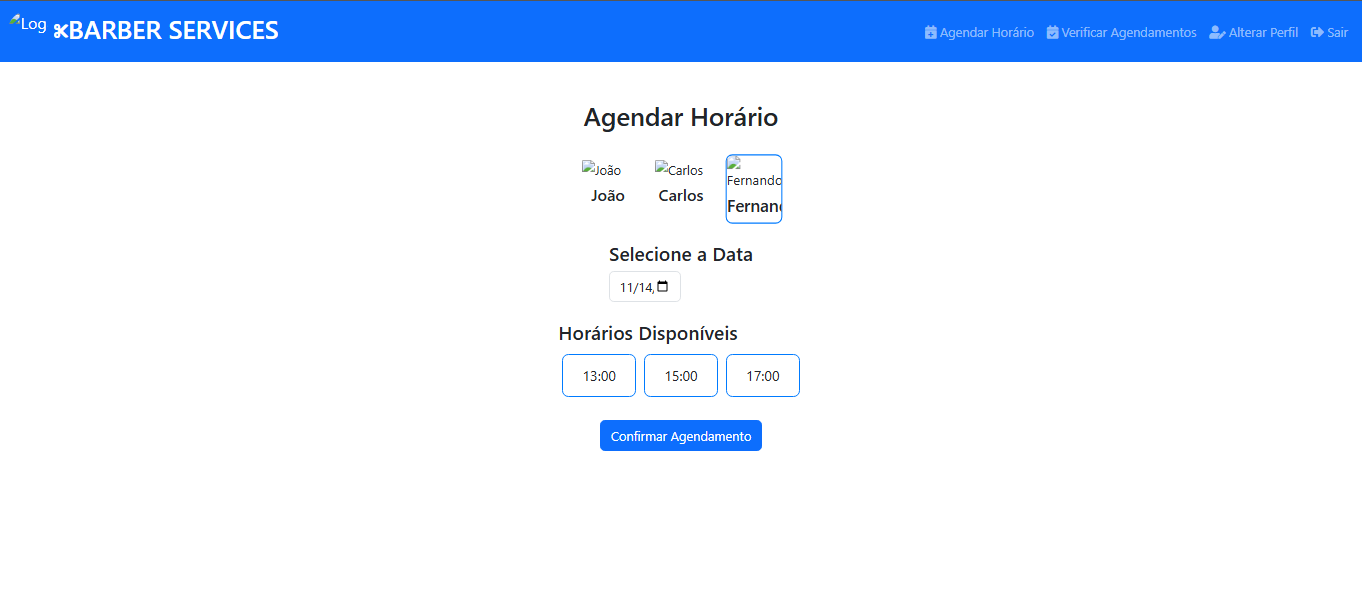 Log BARBER SERVICES
Agendar Horário Verificar Agendamentos Alterar Perfil Sair
Agendar Horário
João Carlos Fernando
João Carlos Fernan
Selecione a Data
11/14,
Horários Disponíveis
13:00 15:00 17:00
Confirmar Agendamento